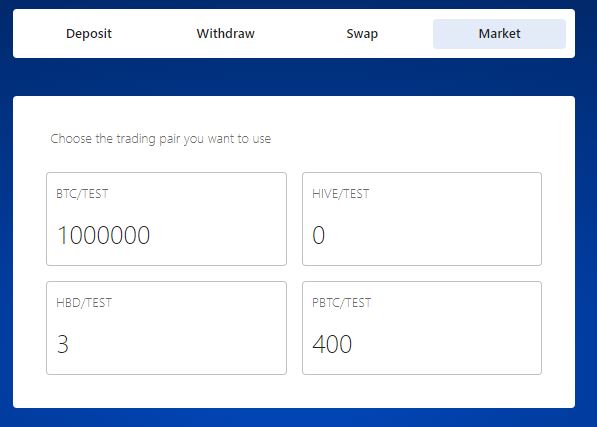 Deposit Withdraw Swap Market
Choose the trading pair you want to use
BTC/TEST HIVE/TEST
1000000 0
HBD/TEST PBTC/TEST
3 400